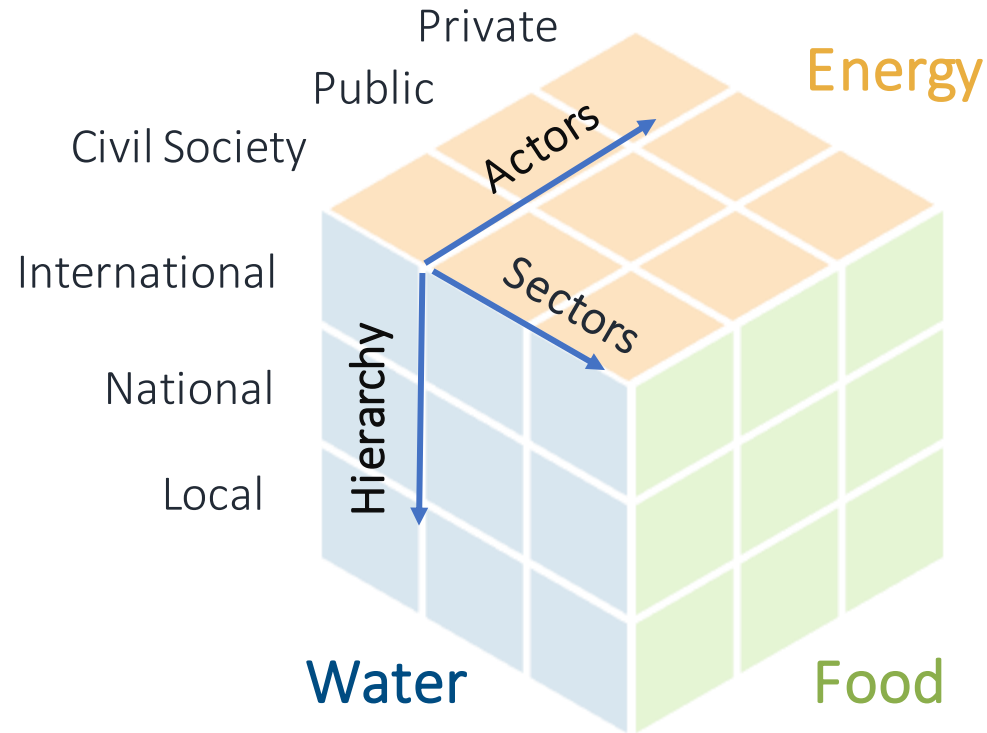 Private
Energy
Public
Actors
Civil Society
International
Sectors
Hierarchy
National
Local
Water
Food